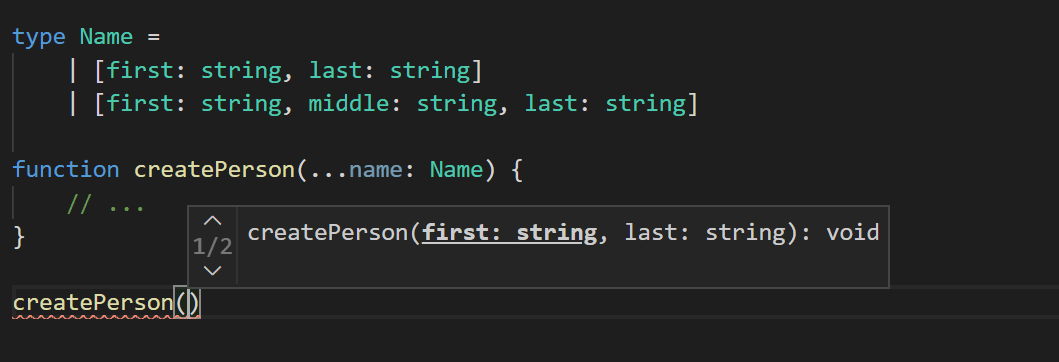 type Name =
    | [first: string, last: string]
    | [first: string, middle: string, last: string]
function createPerson(...name: Name) {
    // ...
}
1/2
createPerson(first: string, last: string): void
createPerson()